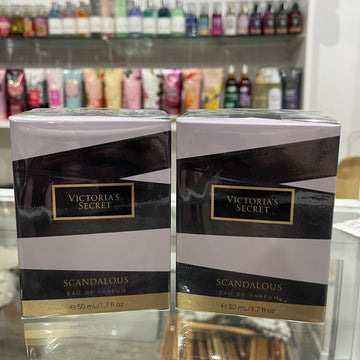 VICTORIA'S
SECRET
SCANDALOUS
EAU DE PARFUM
℮ 50 mL/1.7 fl oz
VICTORIA'S
SECRET
SCANDALOUS
EAU DE PARFUM
℮ 50 mL/1.7 fl oz